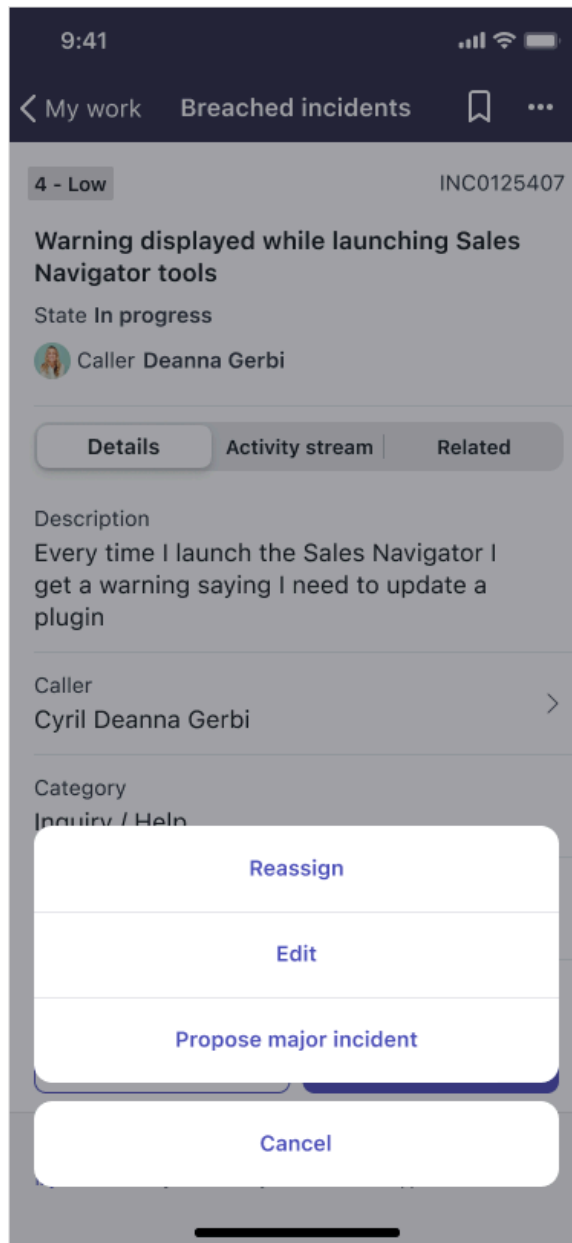 9:41
My work Breached incidents
4 - Low INC0125407
Warning displayed while launching Sales
Navigator tools
State In progress
Caller Deanna Gerbi
Details Activity stream Related
Description
Every time I launch the Sales Navigator I
get a warning saying I need to update a
plugin
Caller
Cyril Deanna Gerbi
Category
Inquiry / Help
Reassign
Edit
Propose major incident
Cancel